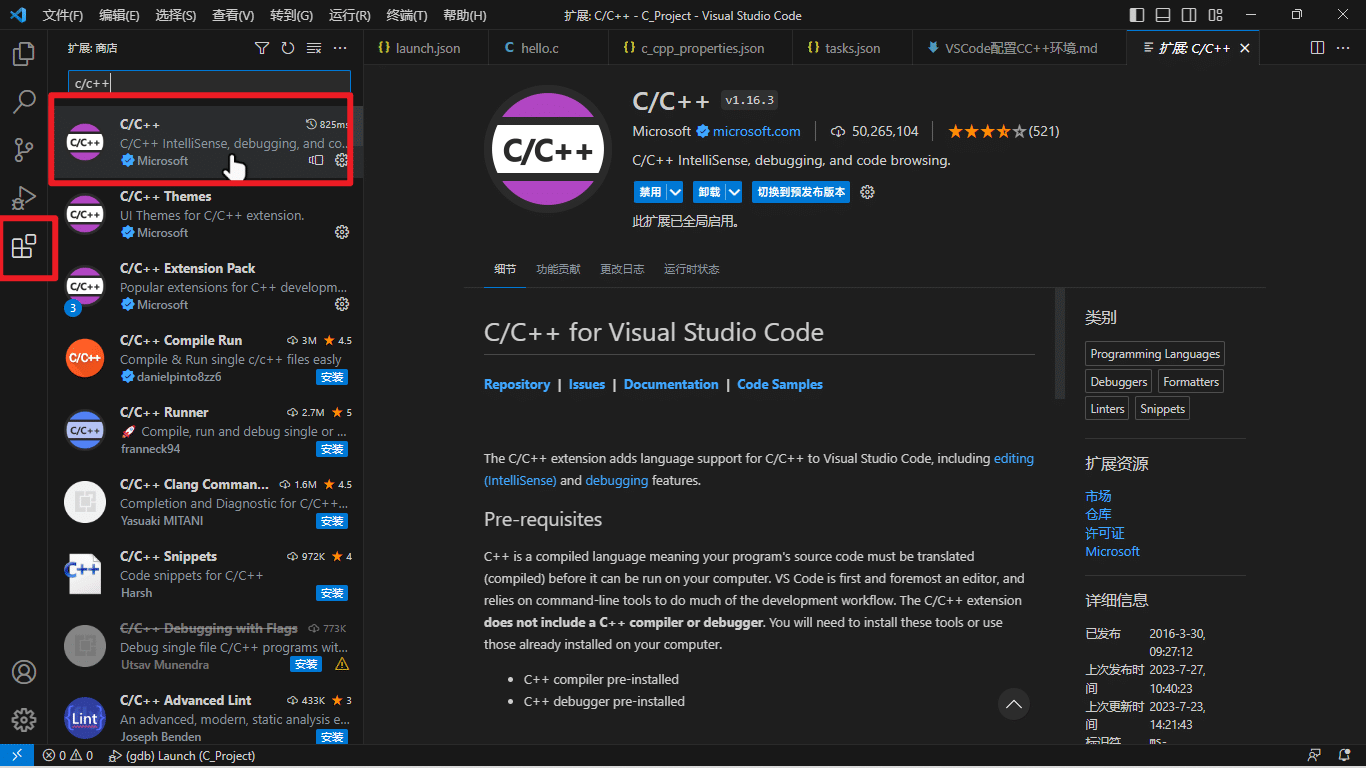 文件(F) 编辑(E) 选择(S) 查看(V) 转到(G) 运行(R) 终端(T) 帮助(H)
扩展: C/C++ - C_Project - Visual Studio Code
扩展: 商店
c/c++
C/C++ 825ms
C/C++ IntelliSense, debugging, and co...
Microsoft
C/C++ Themes
UI Themes for C/C++ extension.
Microsoft
C/C++ Extension Pack
Popular extensions for C++ developm...
Microsoft
3
C/C++ Compile Run 3M 4.5
Compile & Run single c/c++ files easly
danielpinto8zz6 安装
C/C++ Runner 2.7M 5
Compile, run and debug single or ...
franneck94 安装
C/C++ Clang Comman... 1.6M 4.5
Completion and Diagnostic for C/C++...
Yasuaki MITANI 安装
C/C++ Snippets 972K 4
Code snippets for C/C++
Harsh 安装
C/C++ Debugging with Flags 773K
Debug single file C/C++ programs wit...
Utsav Munendra 安装
C/C++ Advanced Lint 433K 3
An advanced, modern, static analysis e...
Joseph Benden 安装
C/C++
C/C++
C/C++
C/C++
C/C++
C++
Lint
launch.json hello.c c_cpp_properties.json tasks.json VSCode配置CC++环境.md 扩展: C/C++
C/C++
C/C++ v1.16.3
Microsoft microsoft.com 50,265,104 (521)
C/C++ IntelliSense, debugging, and code browsing.
禁用 卸载 切换到预发布版本
此扩展已全局启用。
细节 功能贡献 更改日志 运行时状态
C/C++ for Visual Studio Code
Repository | Issues | Documentation | Code Samples
The C/C++ extension adds language support for C/C++ to Visual Studio Code, including editing
(IntelliSense) and debugging features.
Pre-requisites
C++ is a compiled language meaning your program's source code must be translated
(compiled) before it can be run on your computer. VS Code is first and foremost an editor, and
relies on command-line tools to do much of the development workflow. The C/C++ extension
does not include a C++ compiler or debugger. You will need to install these tools or use
those already installed on your computer.
• C++ compiler pre-installed
• C++ debugger pre-installed
类别
Programming Languages
Debuggers Formatters
Linters Snippets
扩展资源
市场
仓库
许可证
Microsoft
详细信息
已发布 2016-3-30,
09:27:12
上次发布时 2023-7-27,
间 10:40:23
上次更新时 2023-7-23,
间 14:21:43
标识符 ms-
0 0 (gdb) Launch (C_Project)